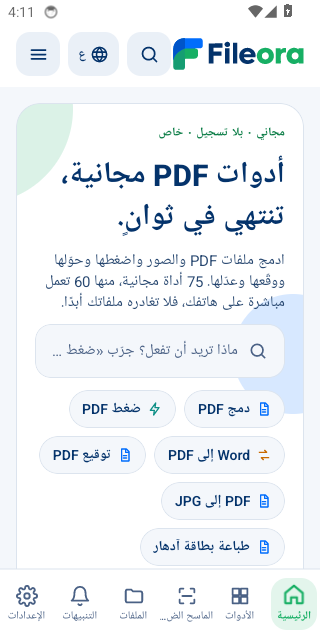 4:11
Fileora
ع
مجاني · بلا تسجيل · خاص
أدوات PDF مجانية،
تنتهي في ثوانٍ.
ادمج ملفات PDF والصور واضغطها وحوّلها
ووقّعها وعدّلها. 75 أداة مجانية، منها 60 تعمل
مباشرة على هاتفك، فلا تغادره ملفاتك أبدًا.
ماذا تريد أن تفعل؟ جرّب «ضغط ...
دمج PDF
ضغط PDF
Word إلى PDF
توقيع PDF
PDF إلى JPG
طباعة بطاقة آدهار
الرئيسية
الأدوات
الماسح الض...
الملفات
التنبيهات
الإعدادات